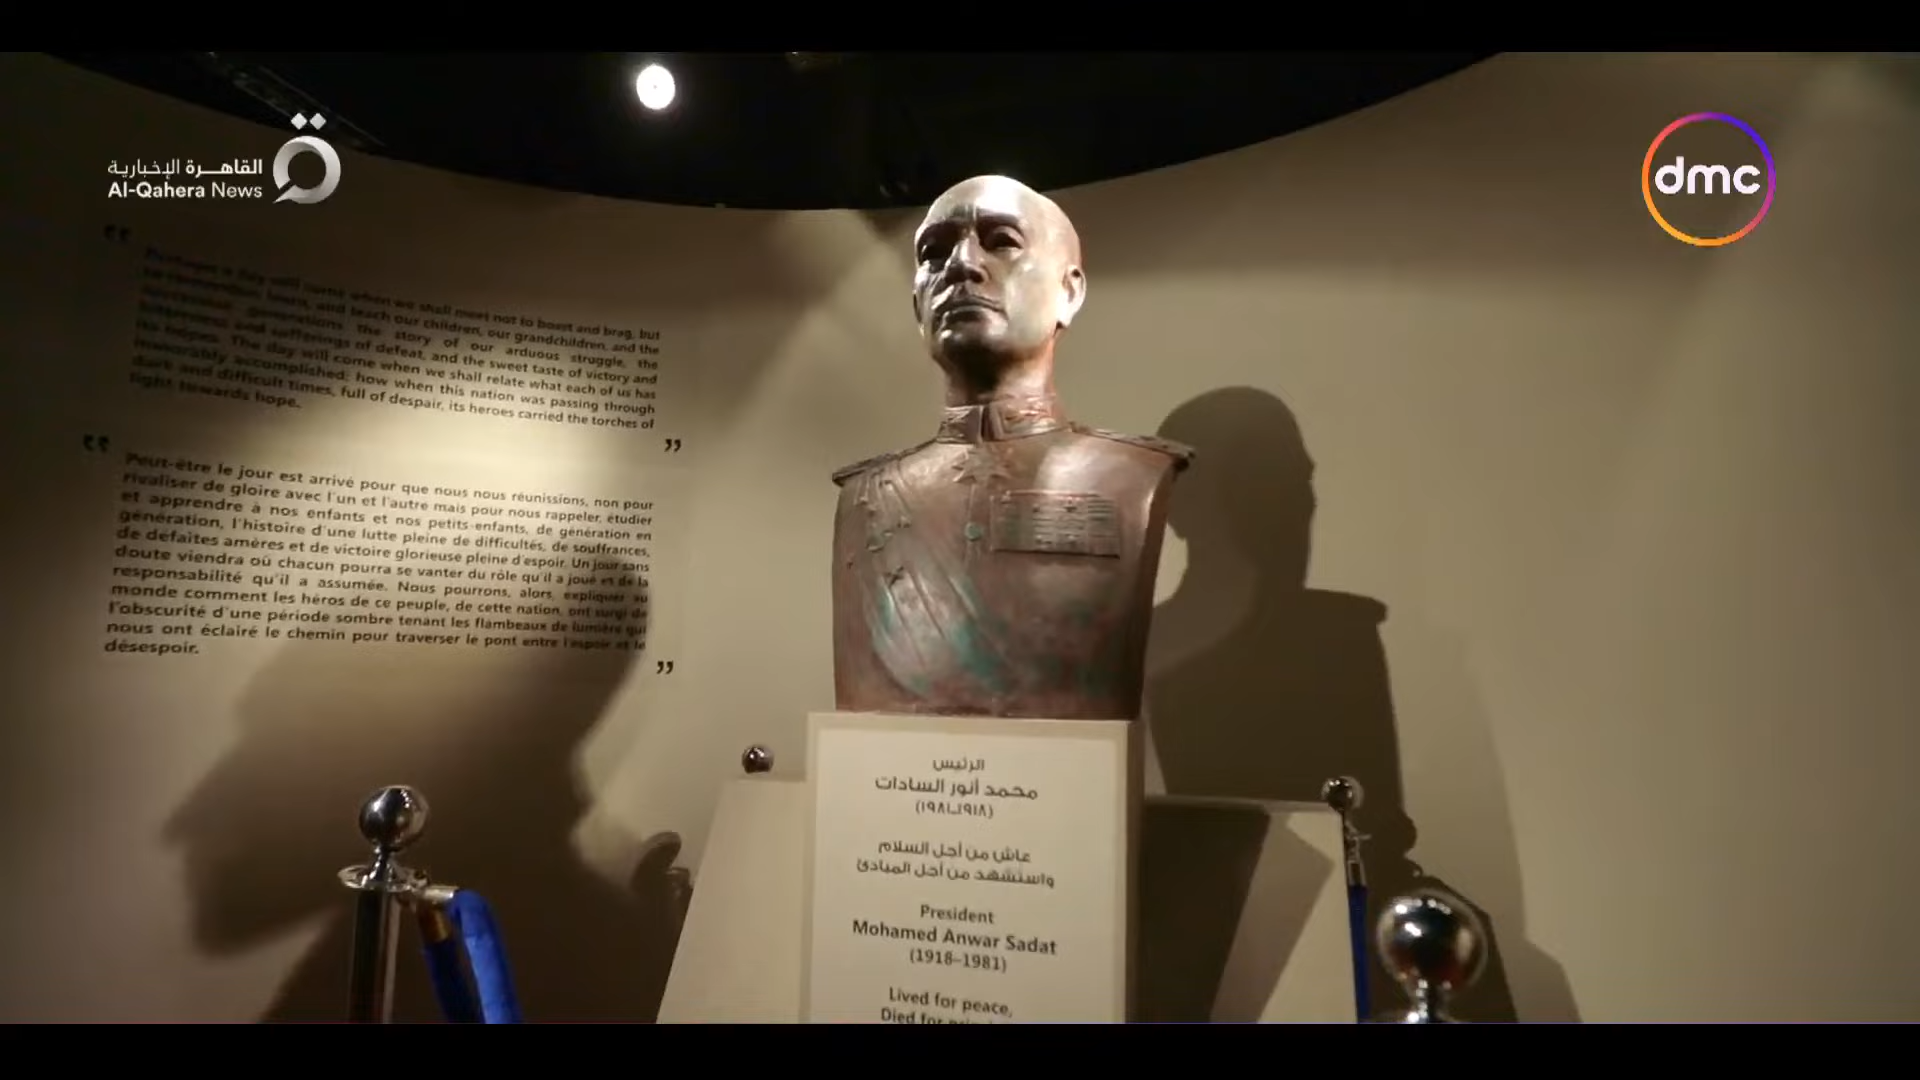 القاهرة الإخبارية
Al-Qahera News
dmc
Perhaps a day will come when we shall meet not to boast and brag, but
to remember, learn, and teach our children, our grandchildren, and the
successive generations the story of our arduous struggle, the
bitterness and sufferings of defeat, and the sweet taste of victory and
its hopes. The day will come when we shall relate what each of us has
honorably accomplished; how when this nation was passing through
dark and difficult times, full of despair, its heroes carried the torches of
light towards hope.
Peut-être le jour est arrivé pour que nous nous réunissions, non pour
rivaliser de gloire avec l'un et l'autre mais pour nous rappeler, étudier
et apprendre à nos enfants et nos petits-enfants, de génération en
génération, l'histoire d'une lutte pleine de difficultés, de souffrances,
de défaites amères et de victoire glorieuse pleine d'espoir. Un jour sans
doute viendra où chacun pourra se vanter du rôle qu'il a joué et de la
responsabilité qu'il a assumée. Nous pourrons, alors, expliquer au
monde comment les héros de ce peuple, de cette nation, ont surgi de
l'obscurité d'une période sombre tenant les flambeaux de lumière qui
nous ont éclairé le chemin pour traverser le pont entre l'espoir et le
désespoir.
الرئيس
محمد أنور السادات
(١٩١٨-١٩٨١)
عاش من أجل السلام
واستشهد من أجل المبادئ
President
Mohamed Anwar Sadat
(1918-1981)
Lived for peace,
Died for